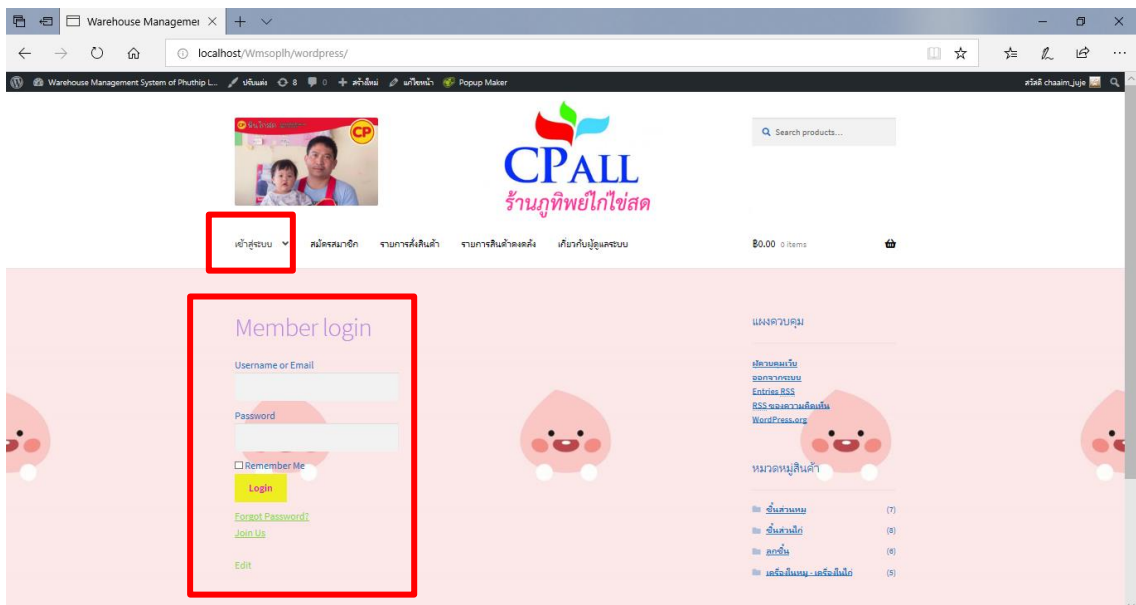 Warehouse Managemer
localhost/Wmsoplh/wordpress/
Warehouse Management System of Phuthip L... ปรับแต่ง 8 0 + สร้างใหม่ แก้ไขหน้า Popup Maker สวัสดี chaaim_juje
CP
CP
CPALL
ร้านภูทิพย์ไก่ไข่สด
Search products...
เข้าสู่ระบบ สมัครสมาชิก รายการสั่งสินค้า รายการสินค้าคงคลัง เกี่ยวกับผู้ดูแลระบบ ฿0.00 0 items
Member login
Username or Email
Password
Remember Me
Login
Forgot Password?
Join Us
Edit
แผงควบคุม
ผู้ควบคุมเว็บ
ออกจากระบบ
Entries RSS
RSS ของความคิดเห็น
WordPress.org
หมวดหมู่สินค้า
ชิ้นส่วนหมู (7)
ชิ้นส่วนไก่ (8)
ลูกชิ้น (6)
เครื่องในหมู - เครื่องในไก่ (5)